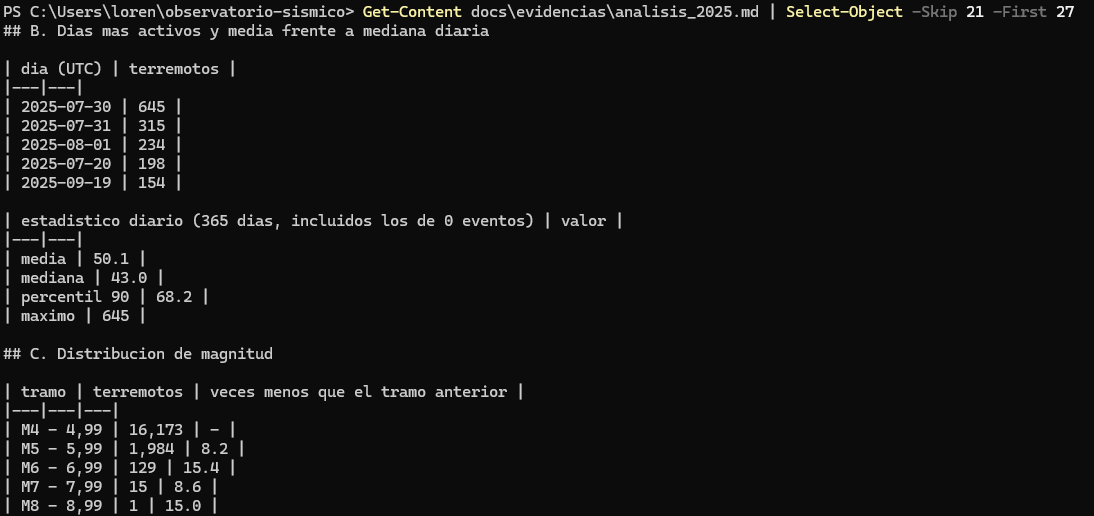 PS C:\Users\loren\observatorio-sismico> Get-Content docs\evidencias\analisis_2025.md | Select-Object -Skip 21 -First 27
## B. Dias mas activos y media frente a mediana diaria
| dia (UTC) | terremotos |
|---|---|
| 2025-07-30 | 645 |
| 2025-07-31 | 315 |
| 2025-08-01 | 234 |
| 2025-07-20 | 198 |
| 2025-09-19 | 154 |
| estadistico diario (365 dias, incluidos los de 0 eventos) | valor |
|---|---|
| media | 50.1 |
| mediana | 43.0 |
| percentil 90 | 68.2 |
| maximo | 645 |
## C. Distribucion de magnitud
| tramo | terremotos | veces menos que el tramo anterior |
|---|---|---|
| M4 - 4,99 | 16,173 | - |
| M5 - 5,99 | 1,984 | 8.2 |
| M6 - 6,99 | 129 | 15.4 |
| M7 - 7,99 | 15 | 8.6 |
| M8 - 8,99 | 1 | 15.0 |